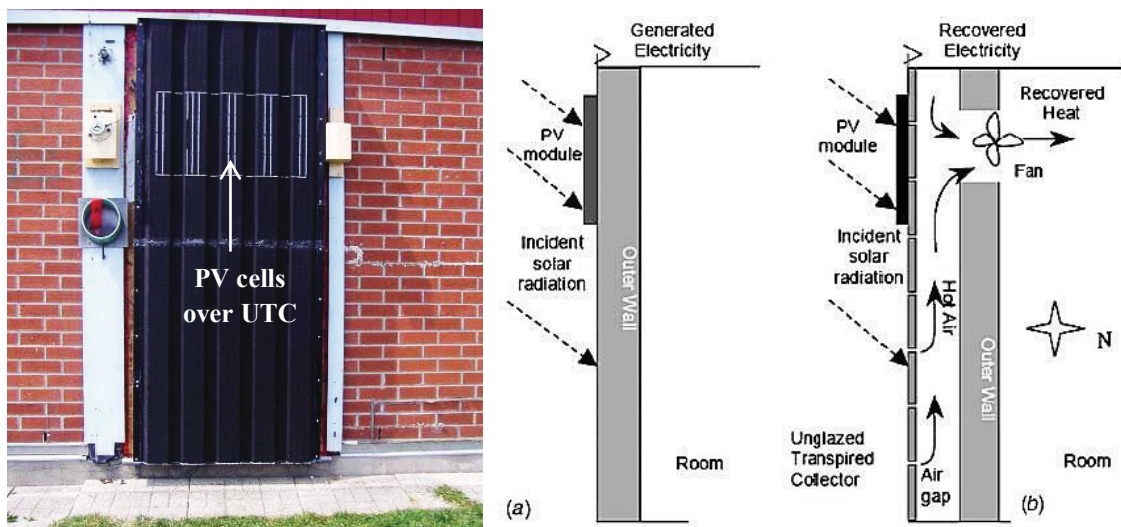 PV cells
over UTC
Generated
Electricity
PV
module
Incident
solar
radiation
Outer Wall
Room
(a)
Recovered
Electricity
Recovered
Heat
PV
module
Fan
Incident
solar
radiation
Hot Air
Outer Wall
N
Unglazed
Transpired
Collector
Air
gap
Room
(b)